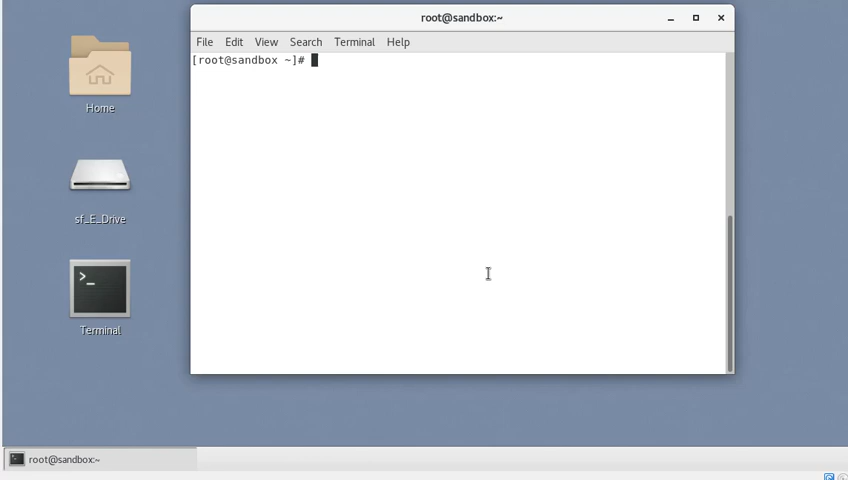 root@sandbox:~
File Edit View Search Terminal Help
[root@sandbox ~]#
Home
sf_E_Drive
>_
Terminal
root@sandbox:~